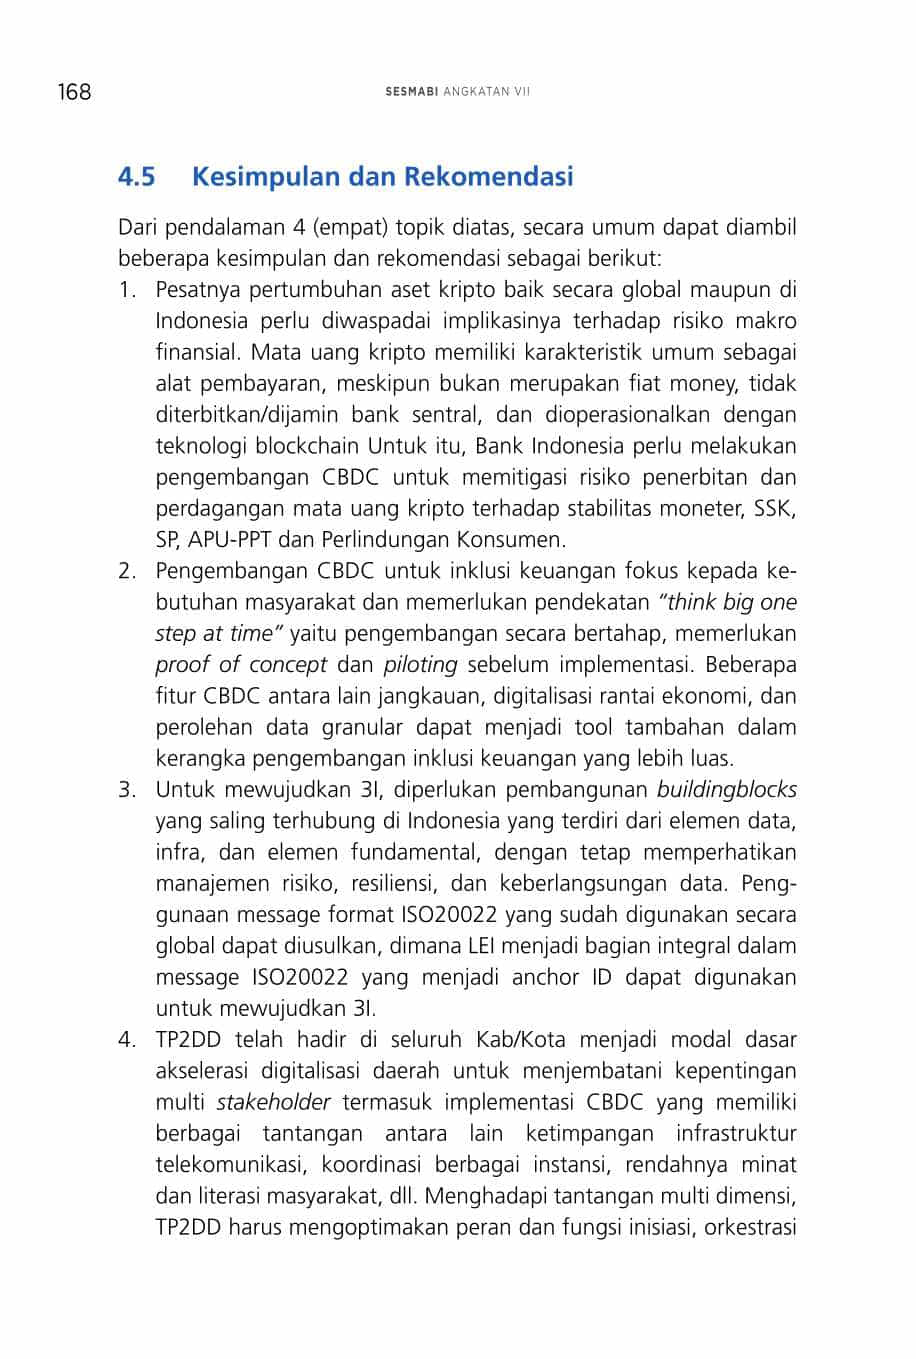 168
SESMABI ANGKATAN VII
4.5 Kesimpulan dan Rekomendasi
Dari pendalaman 4 (empat) topik diatas, secara umum dapat diambil
beberapa kesimpulan dan rekomendasi sebagai berikut:
1. Pesatnya pertumbuhan aset kripto baik secara global maupun di
Indonesia perlu diwaspadai implikasinya terhadap risiko makro
finansial. Mata uang kripto memiliki karakteristik umum sebagai
alat pembayaran, meskipun bukan merupakan fiat money, tidak
diterbitkan/dijamin bank sentral, dan dioperasionalkan dengan
teknologi blockchain Untuk itu, Bank Indonesia perlu melakukan
pengembangan CBDC untuk memitigasi risiko penerbitan dan
perdagangan mata uang kripto terhadap stabilitas moneter, SSK,
SP, APU-PPT dan Perlindungan Konsumen.
2. Pengembangan CBDC untuk inklusi keuangan fokus kepada ke-
butuhan masyarakat dan memerlukan pendekatan “think big one
step at time” yaitu pengembangan secara bertahap, memerlukan
proof of concept dan piloting sebelum implementasi. Beberapa
fitur CBDC antara lain jangkauan, digitalisasi rantai ekonomi, dan
perolehan data granular dapat menjadi tool tambahan dalam
kerangka pengembangan inklusi keuangan yang lebih luas.
3. Untuk mewujudkan 3I, diperlukan pembangunan buildingblocks
yang saling terhubung di Indonesia yang terdiri dari elemen data,
infra, dan elemen fundamental, dengan tetap memperhatikan
manajemen risiko, resiliensi, dan keberlangsungan data. Peng-
gunaan message format ISO20022 yang sudah digunakan secara
global dapat diusulkan, dimana LEI menjadi bagian integral dalam
message ISO20022 yang menjadi anchor ID dapat digunakan
untuk mewujudkan 3I.
4. TP2DD telah hadir di seluruh Kab/Kota menjadi modal dasar
akselerasi digitalisasi daerah untuk menjembatani kepentingan
multi stakeholder termasuk implementasi CBDC yang memiliki
berbagai tantangan antara lain ketimpangan infrastruktur
telekomunikasi, koordinasi berbagai instansi, rendahnya minat
dan literasi masyarakat, dll. Menghadapi tantangan multi dimensi,
TP2DD harus mengoptimakan peran dan fungsi inisiasi, orkestrasi